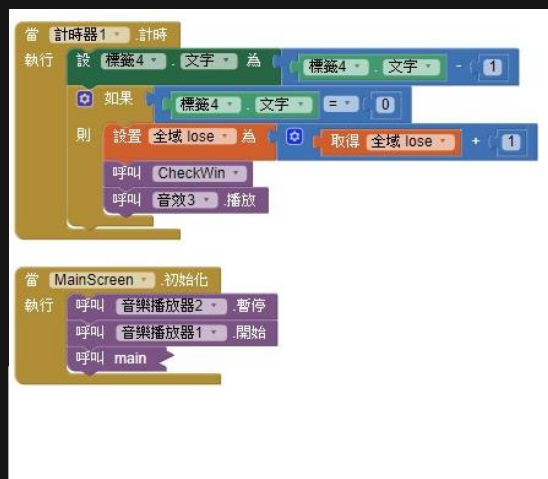 當 計時器1 .計時
執行 設 標籤4 . 文字 為 標籤4 . 文字 - 1
如果 標籤4 . 文字 = 0
則 設置 全域 lose 為 取得 全域 lose + 1
呼叫 CheckWin
呼叫 音效3 .播放
當 MainScreen .初始化
執行 呼叫 音樂播放器2 .暫停
呼叫 音樂播放器1 .開始
呼叫 main